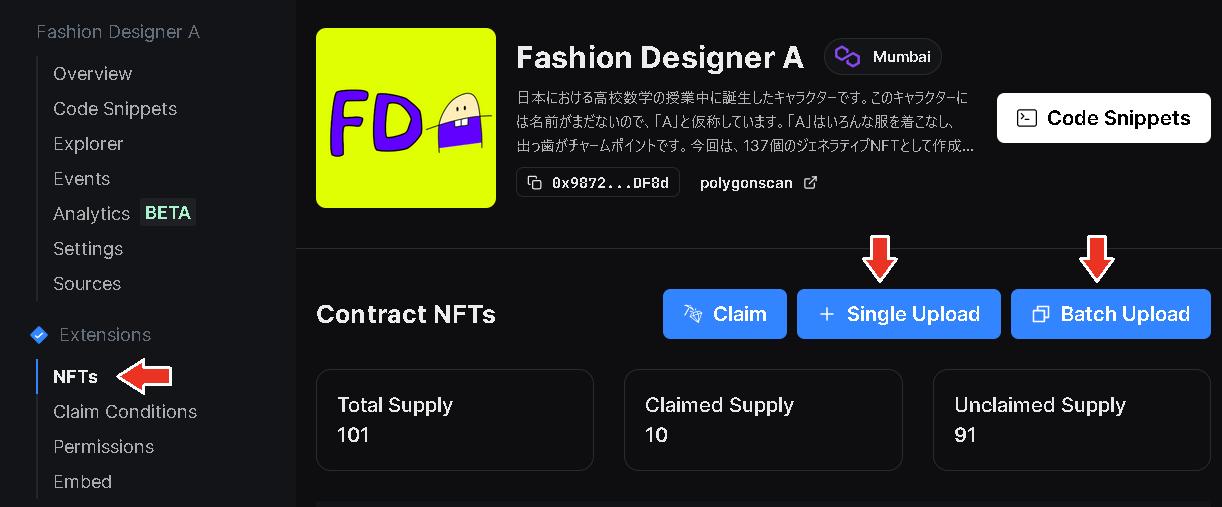 Fashion Designer A
Overview
Code Snippets
Explorer
Events
Analytics BETA
Settings
Sources
Extensions
NFTs
Claim Conditions
Permissions
Embed
FDA
Fashion Designer A
Mumbai
日本における高校数学の授業中に誕生したキャラクターです。このキャラクターに
は名前がまだないので、「A」と仮称しています。「A」はいろんな服を着こなし、
出っ歯がチャームポイントです。今回は、137個のジェネラティブNFTとして作成...
0x9872...DF8d
polygonscan
Code Snippets
Contract NFTs
Claim
Single Upload
Batch Upload
Total Supply
101
Claimed Supply
10
Unclaimed Supply
91